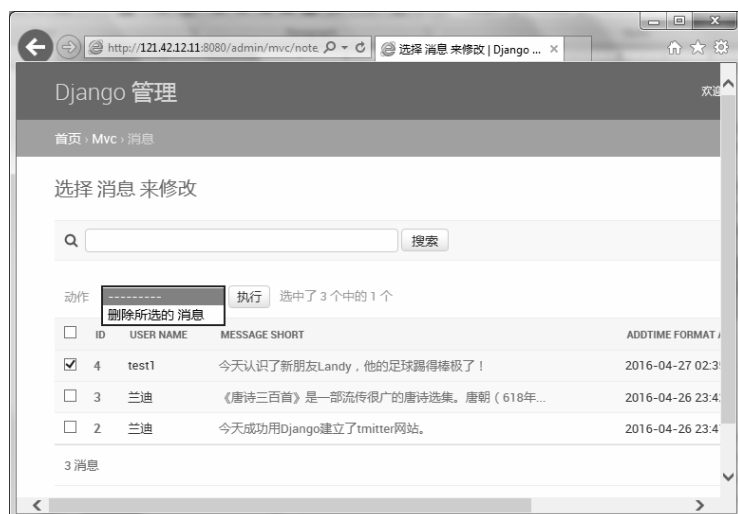 http://121.42.12.11:8080/admin/mvc/note
选择 消息 来修改 | Django ...
Django 管理
欢迎
首页 › Mvc › 消息
选择 消息 来修改
搜索
动作 --------- 执行 选中了 3 个中的 1 个
删除所选的 消息
ID USER NAME MESSAGE SHORT ADDTIME FORMAT
4 test1 今天认识了新朋友Landy，他的足球踢得棒极了！ 2016-04-27 02:3
3 兰迪 《唐诗三百首》是一部流传很广的唐诗选集。唐朝（618年... 2016-04-26 23:4
2 兰迪 今天成功用Django建立了tmitter网站。 2016-04-26 23:4
3 消息